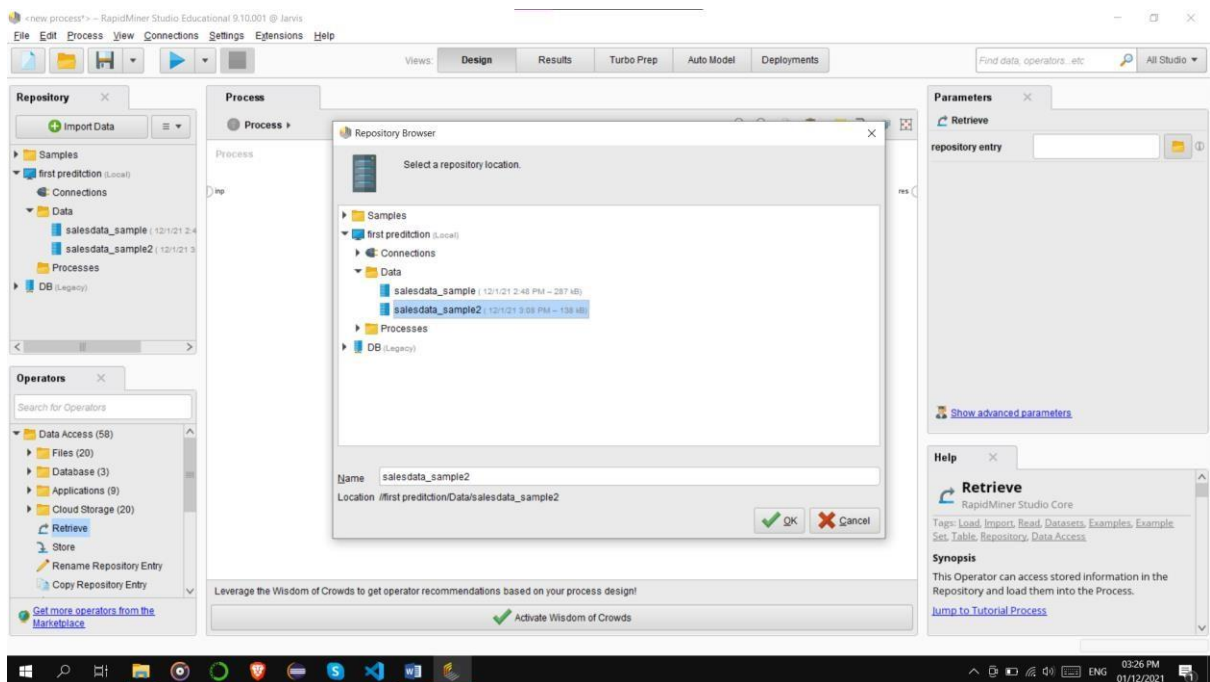 <new process*> – RapidMiner Studio Educational 9.10.001 @ Jarvis
File Edit Process View Connections Settings Extensions Help
Views: Design Results Turbo Prep Auto Model Deployments
Find data, operators...etc All Studio
Repository
Import Data
Samples
first preditction (Local)
Connections
Data
salesdata_sample ( 12/1/21 2:4
salesdata_sample2 ( 12/1/21 3
Processes
DB (Legacy)
Operators
Search for Operators
Data Access (58)
Files (20)
Database (3)
Applications (9)
Cloud Storage (20)
Retrieve
Store
Rename Repository Entry
Copy Repository Entry
Get more operators from the
Marketplace
Process
Process
Process
inp
res
Repository Browser
Select a repository location.
Samples
first preditction (Local)
Connections
Data
salesdata_sample ( 12/1/21 2:48 PM – 287 kB)
salesdata_sample2 ( 12/1/21 3:08 PM – 138 kB)
Processes
DB (Legacy)
Name salesdata_sample2
Location //first preditction/Data/salesdata_sample2
OK Cancel
Leverage the Wisdom of Crowds to get operator recommendations based on your process design!
Activate Wisdom of Crowds
Parameters
Retrieve
repository entry
Show advanced parameters
Help
Retrieve
RapidMiner Studio Core
Tags: Load, Import, Read, Datasets, Examples, Example
Set, Table, Repository, Data Access
Synopsis
This Operator can access stored information in the
Repository and load them into the Process.
Jump to Tutorial Process
ENG
03:26 PM
01/12/2021